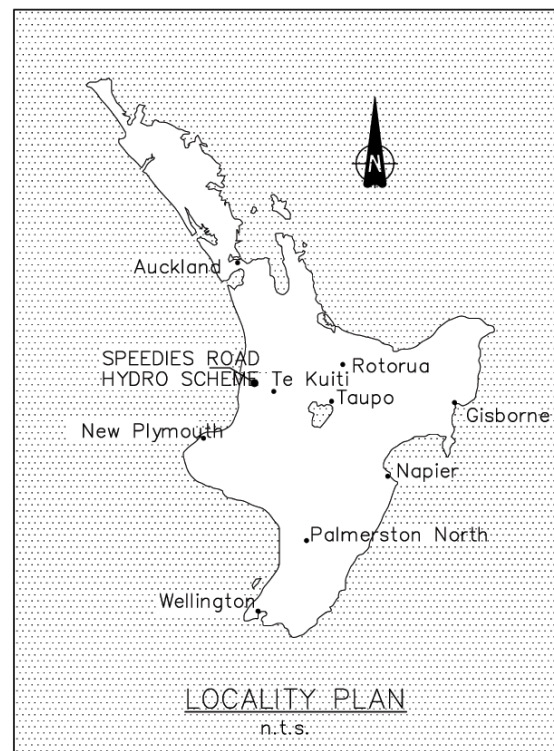 N
Auckland
SPEEDIES ROAD
HYDRO SCHEME
Te Kuiti
Rotorua
Taupo
Gisborne
New Plymouth
Napier
Palmerston North
Wellington
LOCALITY PLAN
n.t.s.